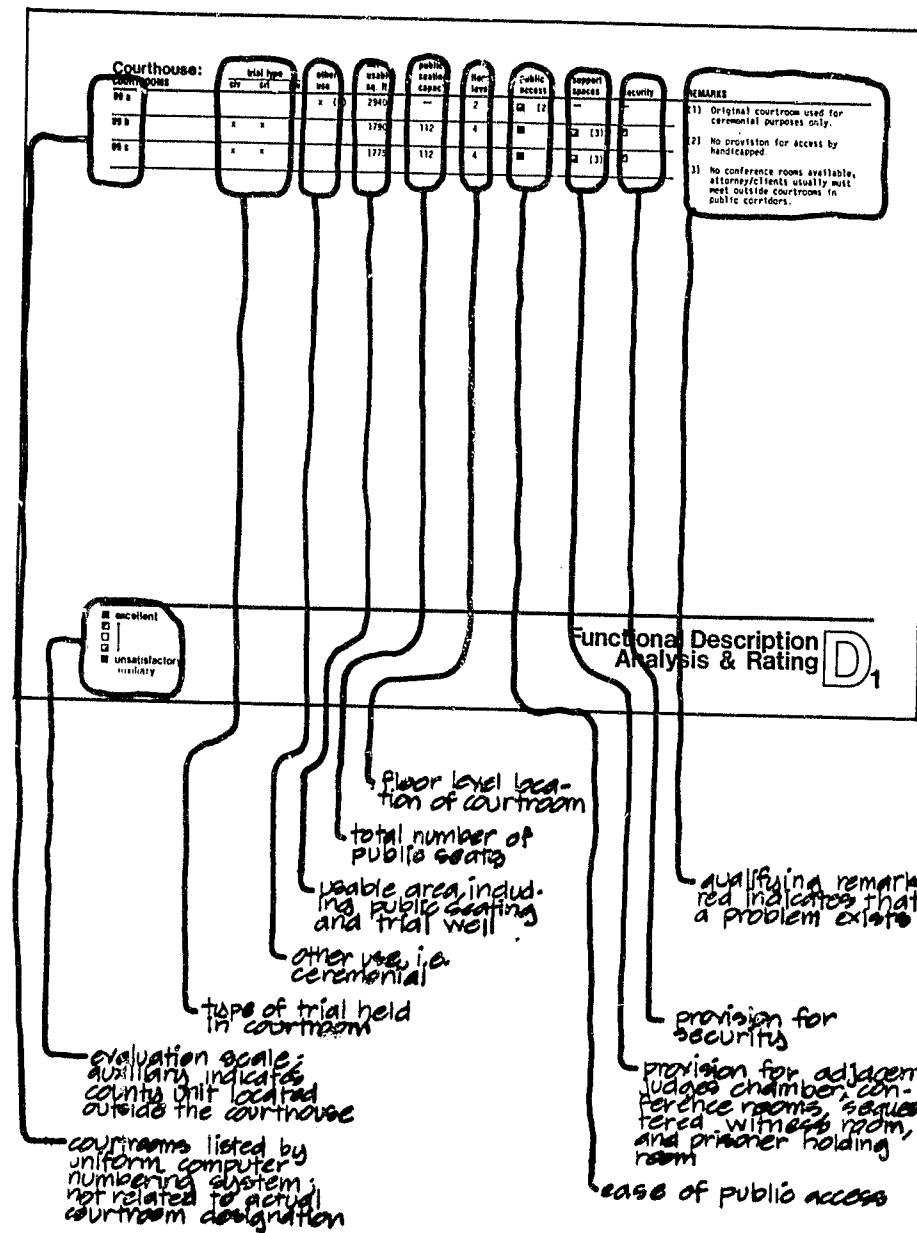 Courthouse:
COURTROOMS trial type other use usable sq. ft public seating capac level public access support spaces security REMARKS
civ cri
99 a x 2940 — 2 (2 — —
99 b x x 1790 112 4 (3)
99 c x x 1775 112 4 (3)
(1) Original courtroom used for
ceremonial purposes only.
(2) No provision for access by
handicapped.
3) No conference rooms available,
attorney/clients usually must
meet outside courtrooms in
public corridors.
excellent
unsatisfactory
auxiliary
Functional Description
Analysis & Rating
D1
floor level loca-
tion of courtroom
total number of
public seats
usable area, includ-
ing public seating
and trial well
other use, i.e.
ceremonial
type of trial held
in courtroom
evaluation scale;
auxiliary indicates
county unit located
outside the courthouse
courtrooms listed by
uniform computer
numbering system;
not related to actual
courtroom designation
qualifying remark
red indicates that
a problem exists
provision for
security
provision for adjacen
judges chamber, con-
ference rooms, seques
tered witness room,
and prisoner holding
room
ease of public access